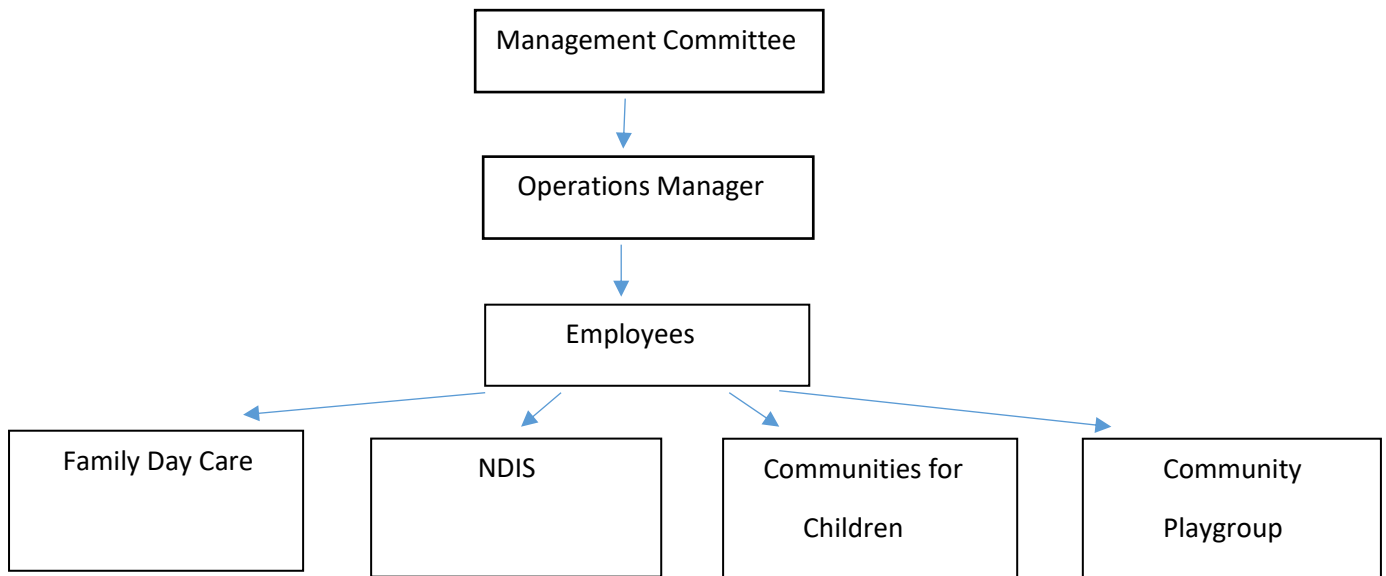 Management Committee
Operations Manager
Employees
Family Day Care
NDIS
Communities for
Children
Community
Playgroup